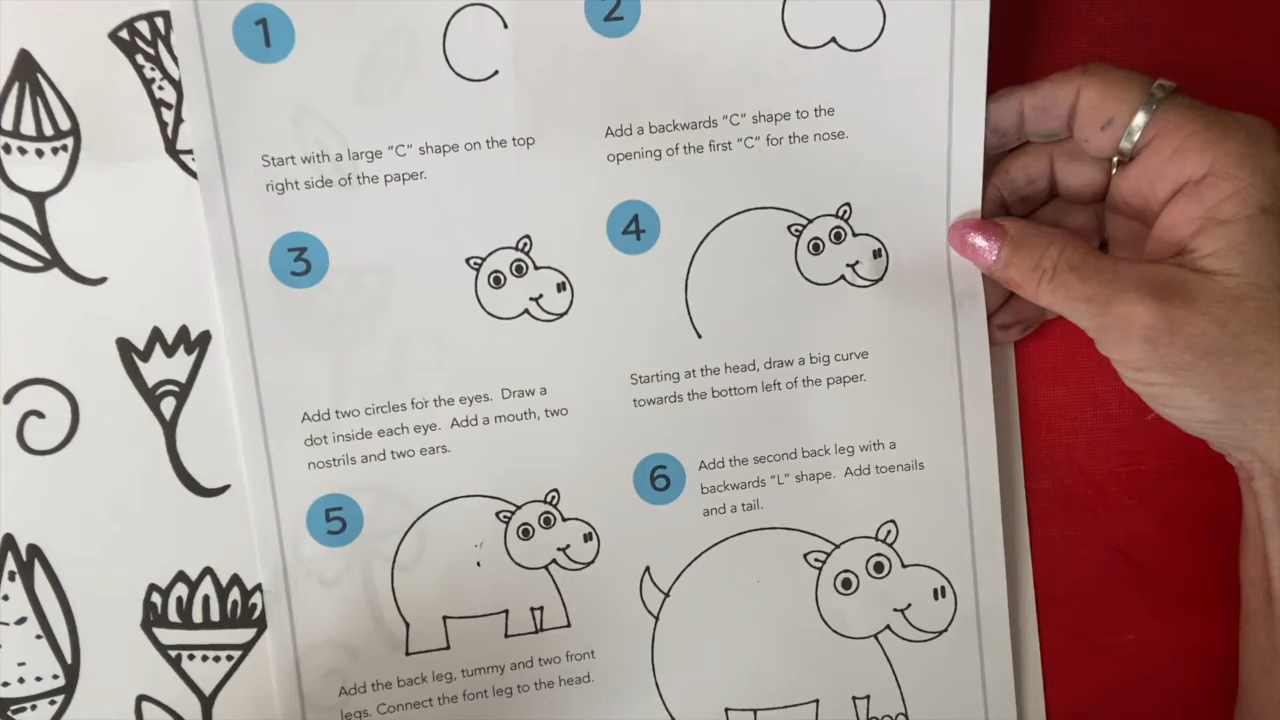 1
Start with a large "C" shape on the top
right side of the paper.
2
Add a backwards "C" shape to the
opening of the first "C" for the nose.
3
Add two circles for the eyes. Draw a
dot inside each eye. Add a mouth, two
nostrils and two ears.
4
Starting at the head, draw a big curve
towards the bottom left of the paper.
5
Add the back leg, tummy and two front
legs. Connect the font leg to the head.
6
Add the second back leg with a
backwards "L" shape. Add toenails
and a tail.